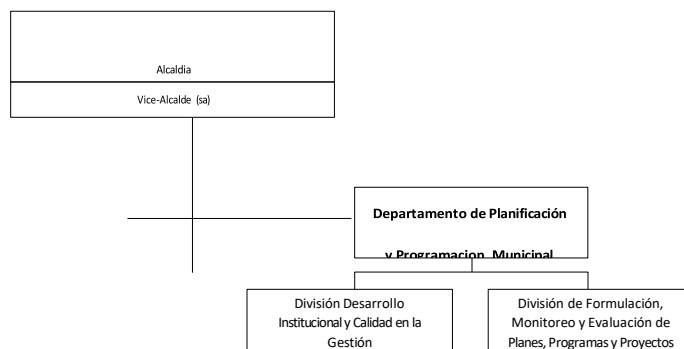 Alcaldia
Vice-Alcalde (sa)
Departamento de Planificación
y Programacion Municipal
División Desarrollo
Institucional y Calidad en la
Gestión
División de Formulación,
Monitoreo y Evaluación de
Planes, Programas y Proyectos